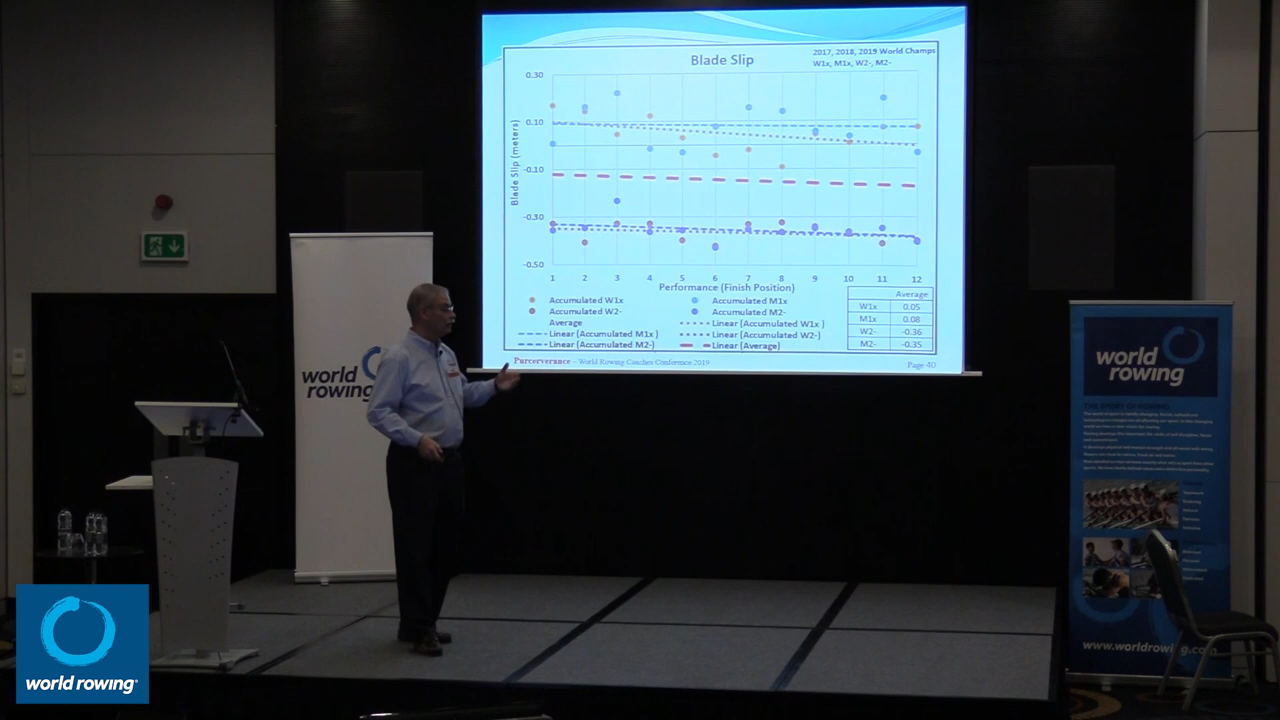 Blade Slip
2017, 2018, 2019 World Champs
W1x, M1x, W2-, M2-
0.30
0.10
-0.10
-0.30
-0.50
Blade Slip (meters)
1 2 3 4 5 6 7 8 9 10 11 12
Performance (Finish Position)
Accumulated W1x
Accumulated M1x
Accumulated W2-
Accumulated M2-
Average
Linear (Accumulated W1x )
Linear (Accumulated M1x )
Linear (Accumulated W2-)
Linear (Accumulated M2-)
Linear (Average)
Average
W1x 0.05
M1x 0.08
W2- -0.36
M2- -0.35
Purcerverance – World Rowing Coaches Conference 2019
Page 40
world
rowing
world
rowing
THE SPORT OF ROWING
www.worldrowing.com
world rowing